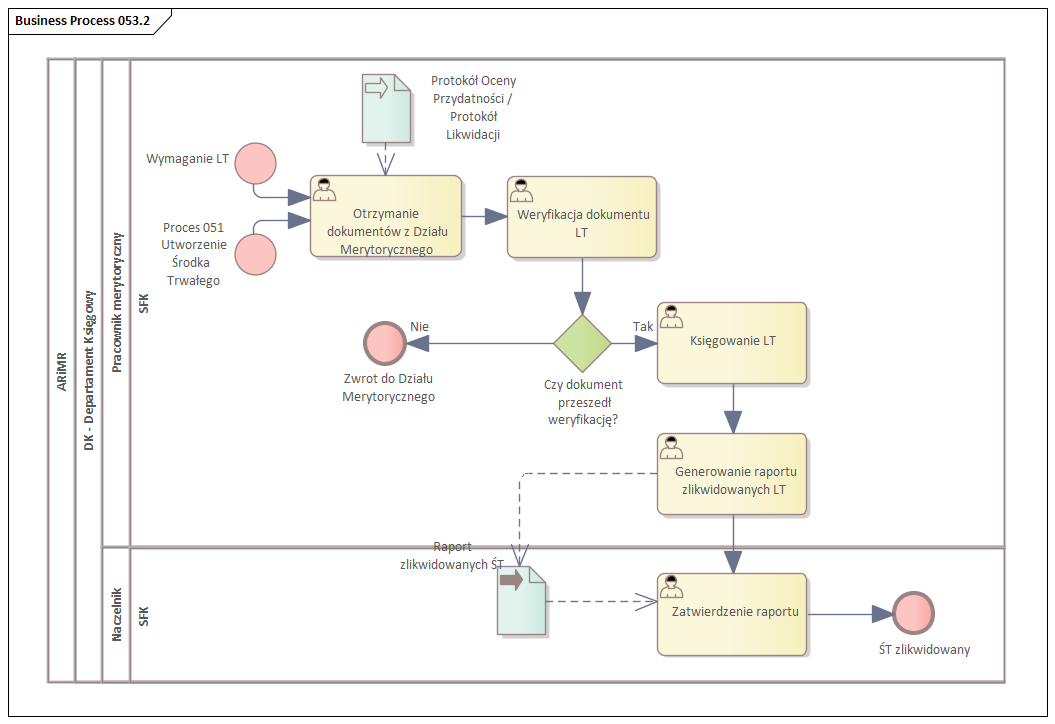 Business Process 053.2
ARiMR
DK - Departament Księgowy
Pracownik merytoryczny
SFK
Protokół Oceny
Przydatności /
Protokół
Likwidacji
Wymaganie LT
Proces 051
Utworzenie
Środka
Trwałego
Otrzymanie
dokumentów z Działu
Merytorycznego
Weryfikacja dokumentu
LT
Nie
Tak
Zwrot do Działu
Merytorycznego
Czy dokument
przeszedł
weryfikację?
Księgowanie LT
Generowanie raportu
zlikwidowanych LT
Naczelnik
SFK
Raport
zlikwidowanych ŚT
Zatwierdzenie raportu
ŚT zlikwidowany